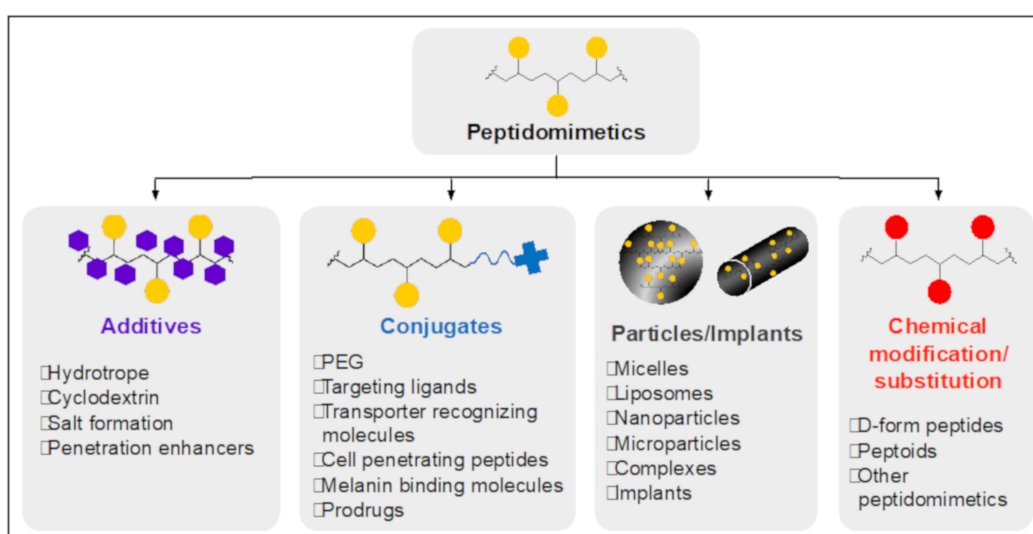 Peptidomimetics
Additives
□Hydrotrope
□Cyclodextrin
□Salt formation
□Penetration enhancers
Conjugates
□PEG
□Targeting ligands
□Transporter recognizing
molecules
□Cell penetrating peptides
□Melanin binding molecules
□Prodrugs
Particles/Implants
□Micelles
□Liposomes
□Nanoparticles
□Microparticles
□Complexes
□Implants
Chemical
modification/
substitution
□D-form peptides
□Peptoids
□Other
peptidomimetics